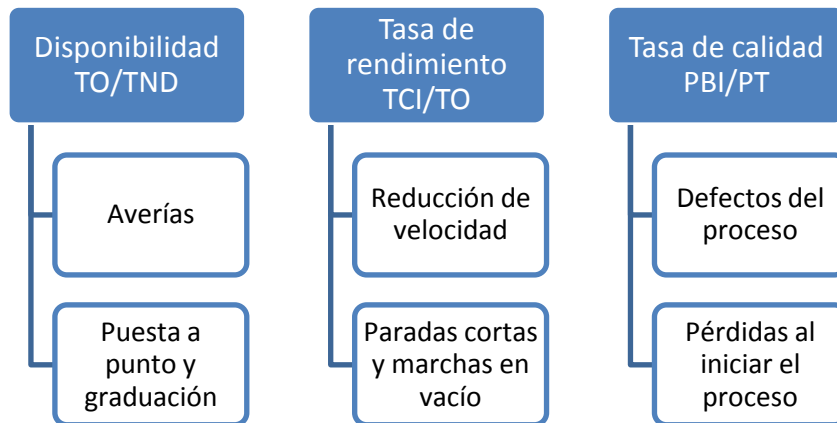 Disponibilidad
TO/TND
Averías
Puesta a
punto y
graduación
Tasa de
rendimiento
TCI/TO
Reducción de
velocidad
Paradas cortas
y marchas en
vacío
Tasa de calidad
PBI/PT
Defectos del
proceso
Pérdidas al
iniciar el
proceso